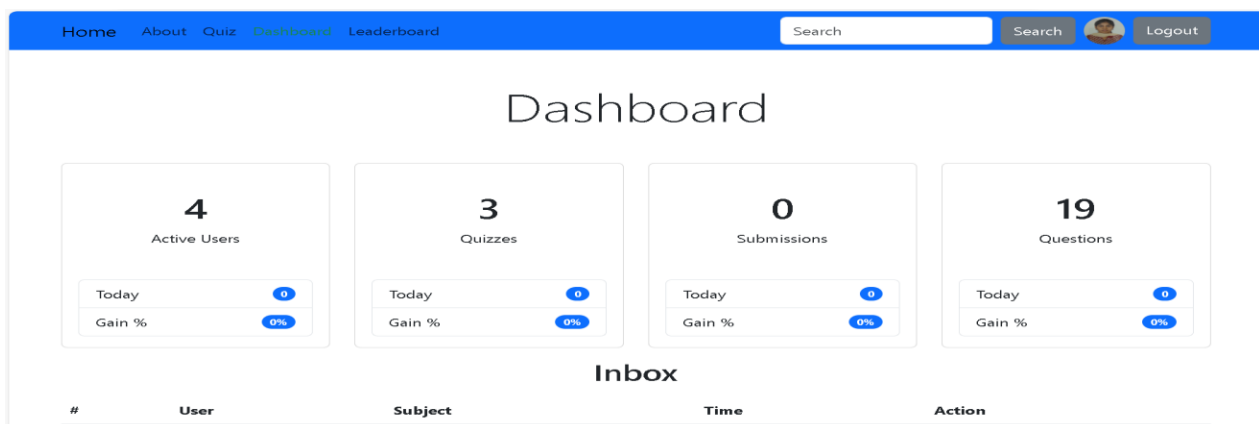 Home About Quiz Dashboard Leaderboard Search Search Logout
Dashboard
4 3 0 19
Active Users Quizzes Submissions Questions
Today 0 Today 0 Today 0 Today 0
Gain % 0% Gain % 0% Gain % 0% Gain % 0%
Inbox
# User Subject Time Action